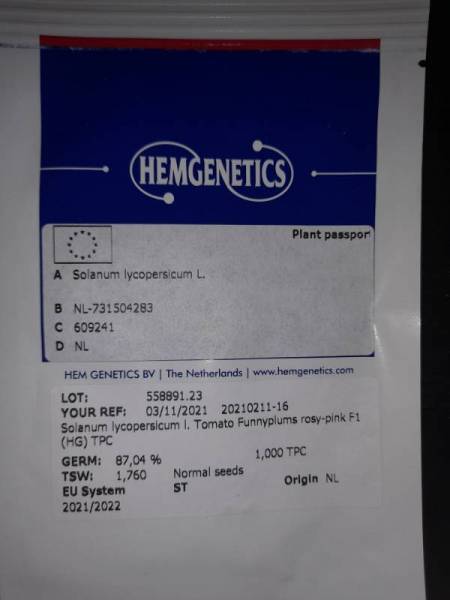 HEMGENETICS
Plant passpor
A Solanum lycopersicum L.
B NL-731504283
C 609241
D NL
HEM GENETICS BV | The Netherlands | www.hemgenetics.com
LOT: 558891.23
YOUR REF: 03/11/2021 20210211-16
Solanum lycopersicum l. Tomato Funnyplums rosy-pink F1
(HG) TPC
GERM: 87,04 % 1,000 TPC
TSW: 1,760 Normal seeds Origin NL
EU System ST
2021/2022